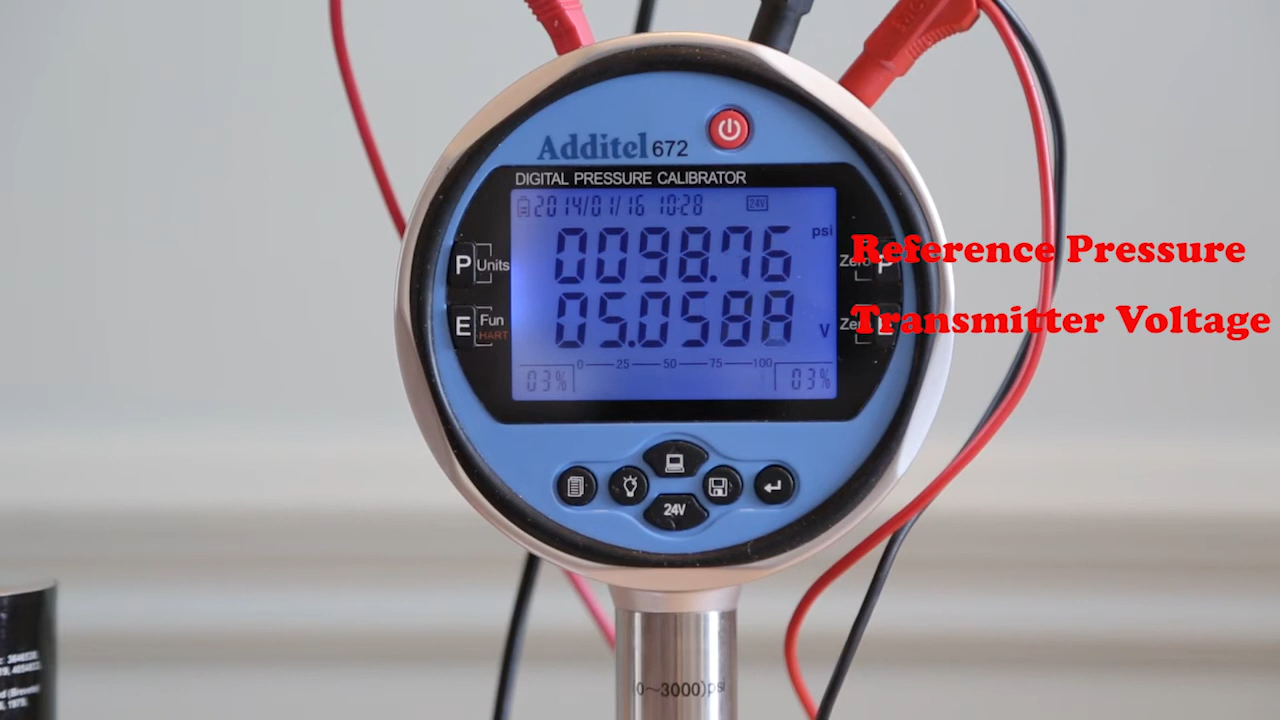 Additel 672
DIGITAL PRESSURE CALIBRATOR
2014/01/16 10:28 24V
psi
0098.76
P Units
Reference Pressure
05.0588
V
E Fun
HART
Transmitter Voltage
0 25 50 75 100
03% 03%
24V
(0~3000)psi